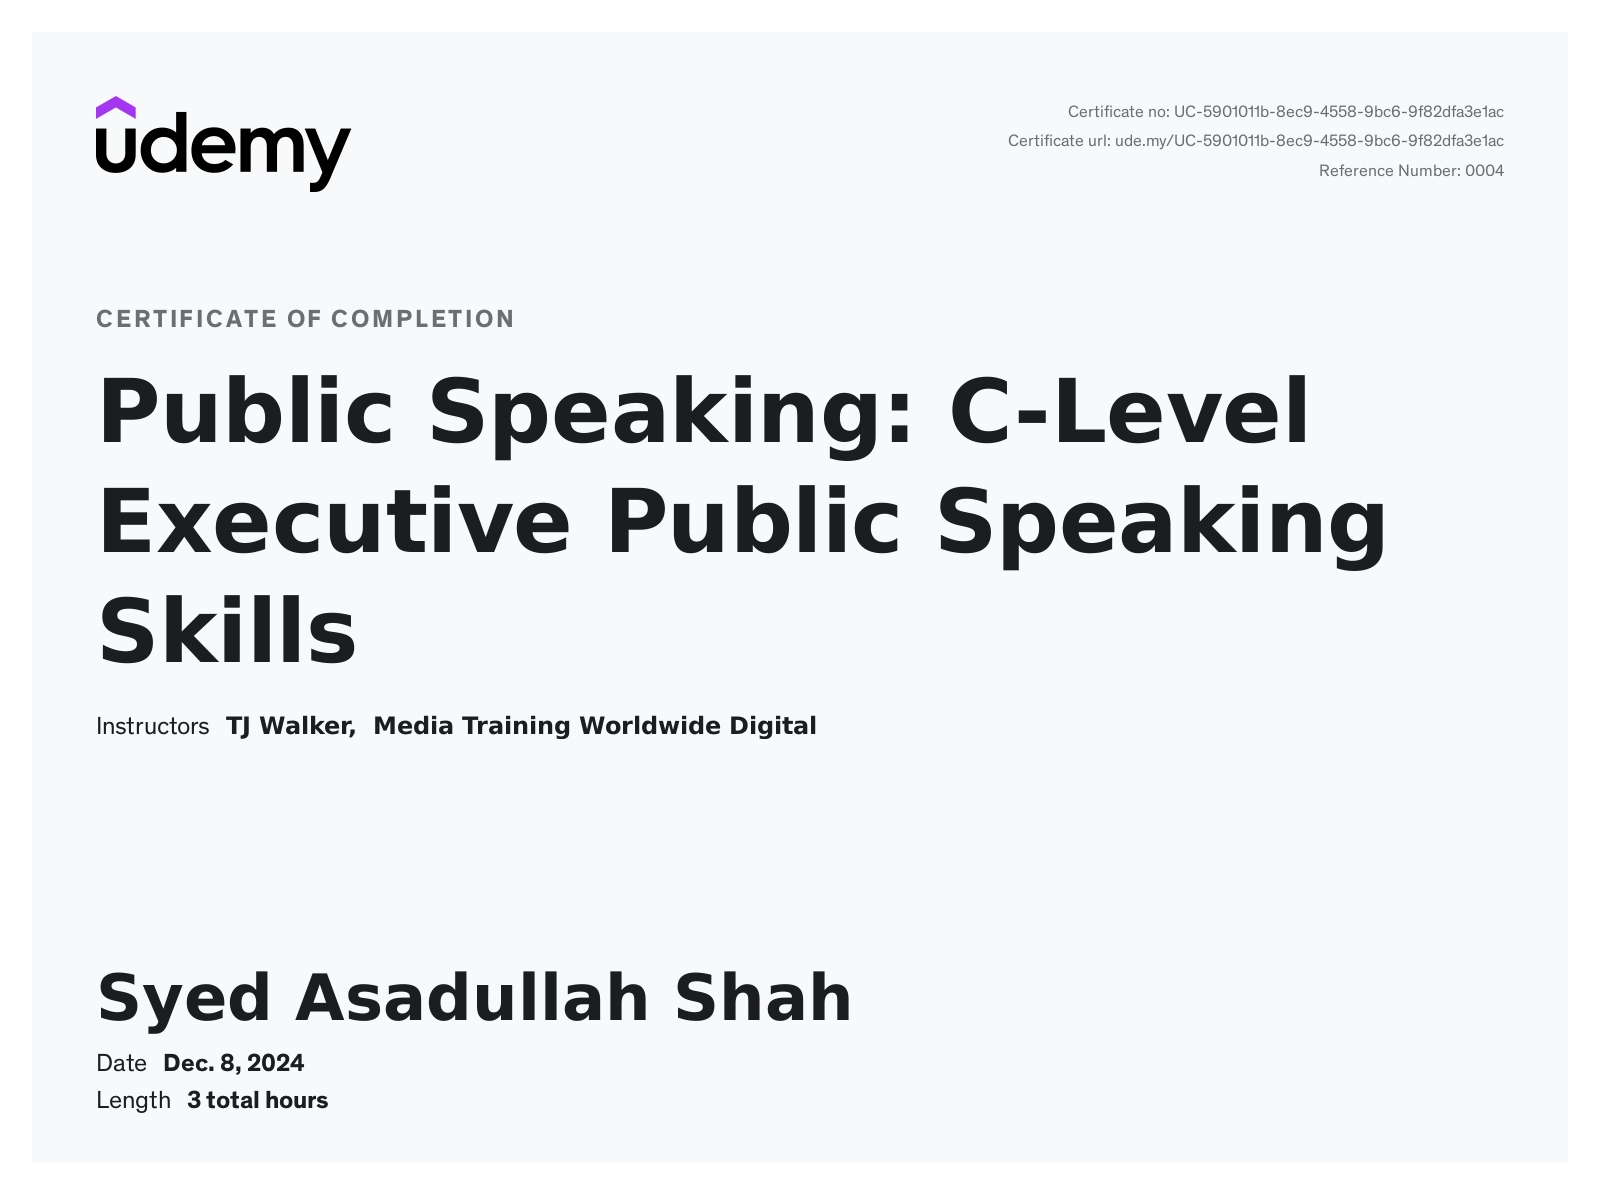 udemy
Certificate no: UC-5901011b-8ec9-4558-9bc6-9f82dfa3e1ac
Certificate url: ude.my/UC-5901011b-8ec9-4558-9bc6-9f82dfa3e1ac
Reference Number: 0004
CERTIFICATE OF COMPLETION
Public Speaking: C-Level
Executive Public Speaking
Skills
Instructors TJ Walker, Media Training Worldwide Digital
Syed Asadullah Shah
Date Dec. 8, 2024
Length 3 total hours